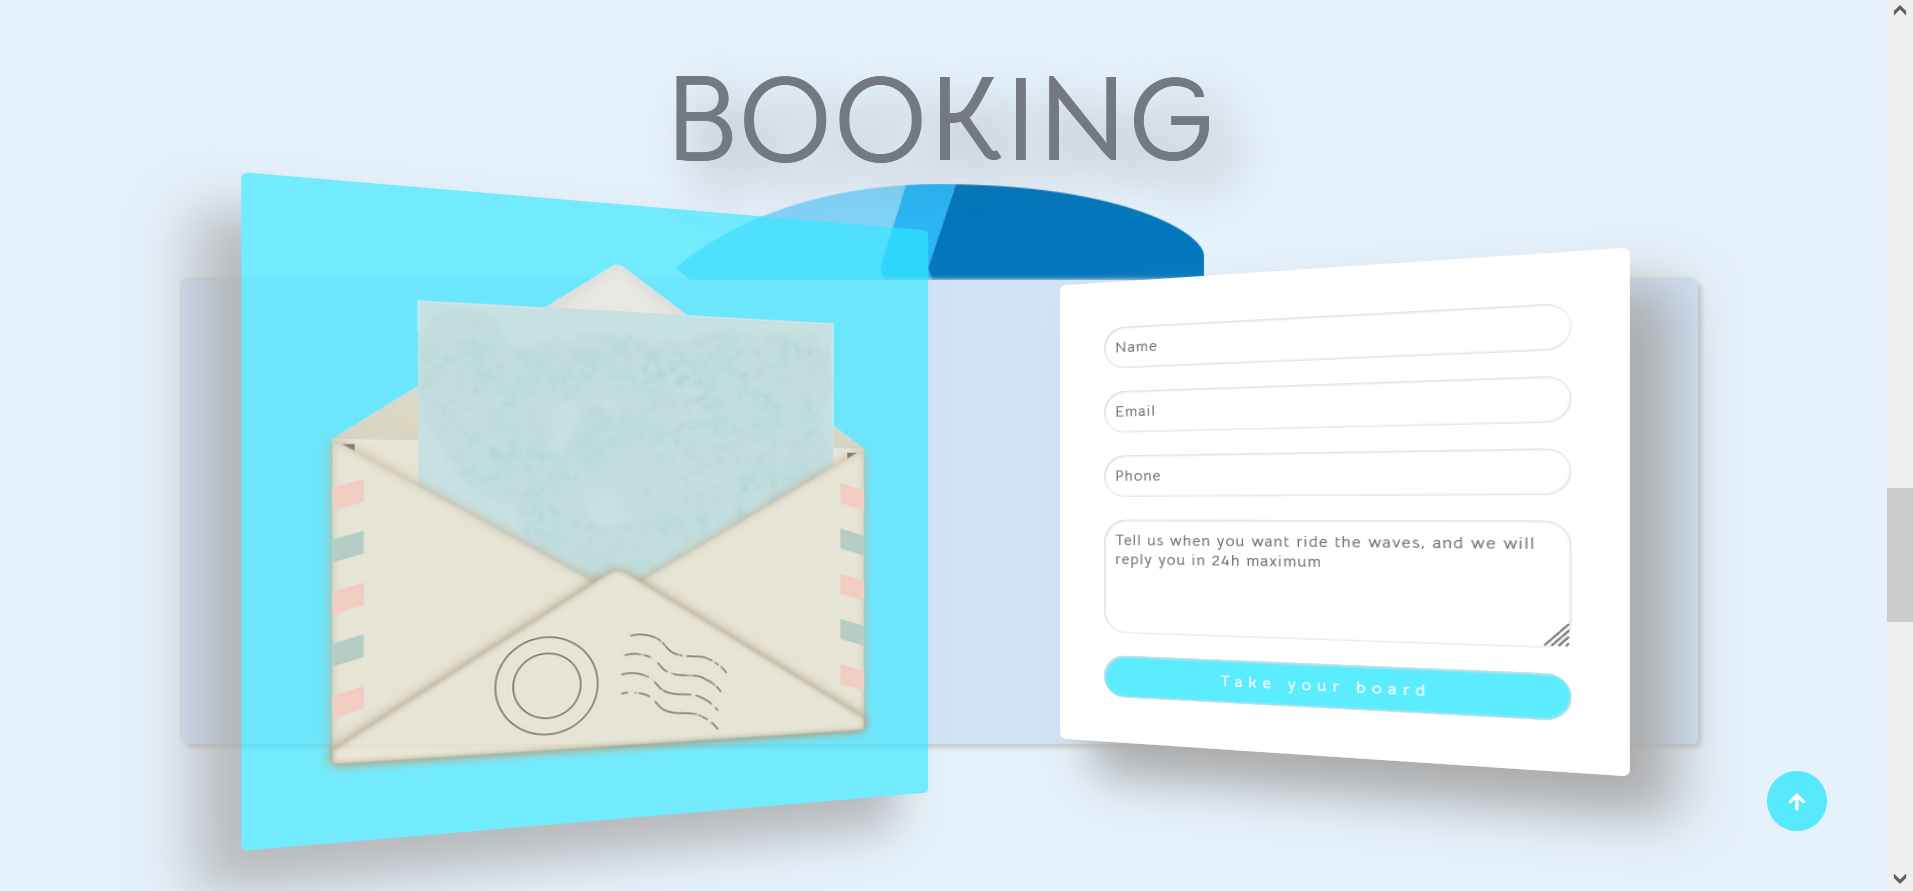 BOOKING
Name
Email
Phone
Tell us when you want ride the waves, and we will
reply you in 24h maximum
Take your board